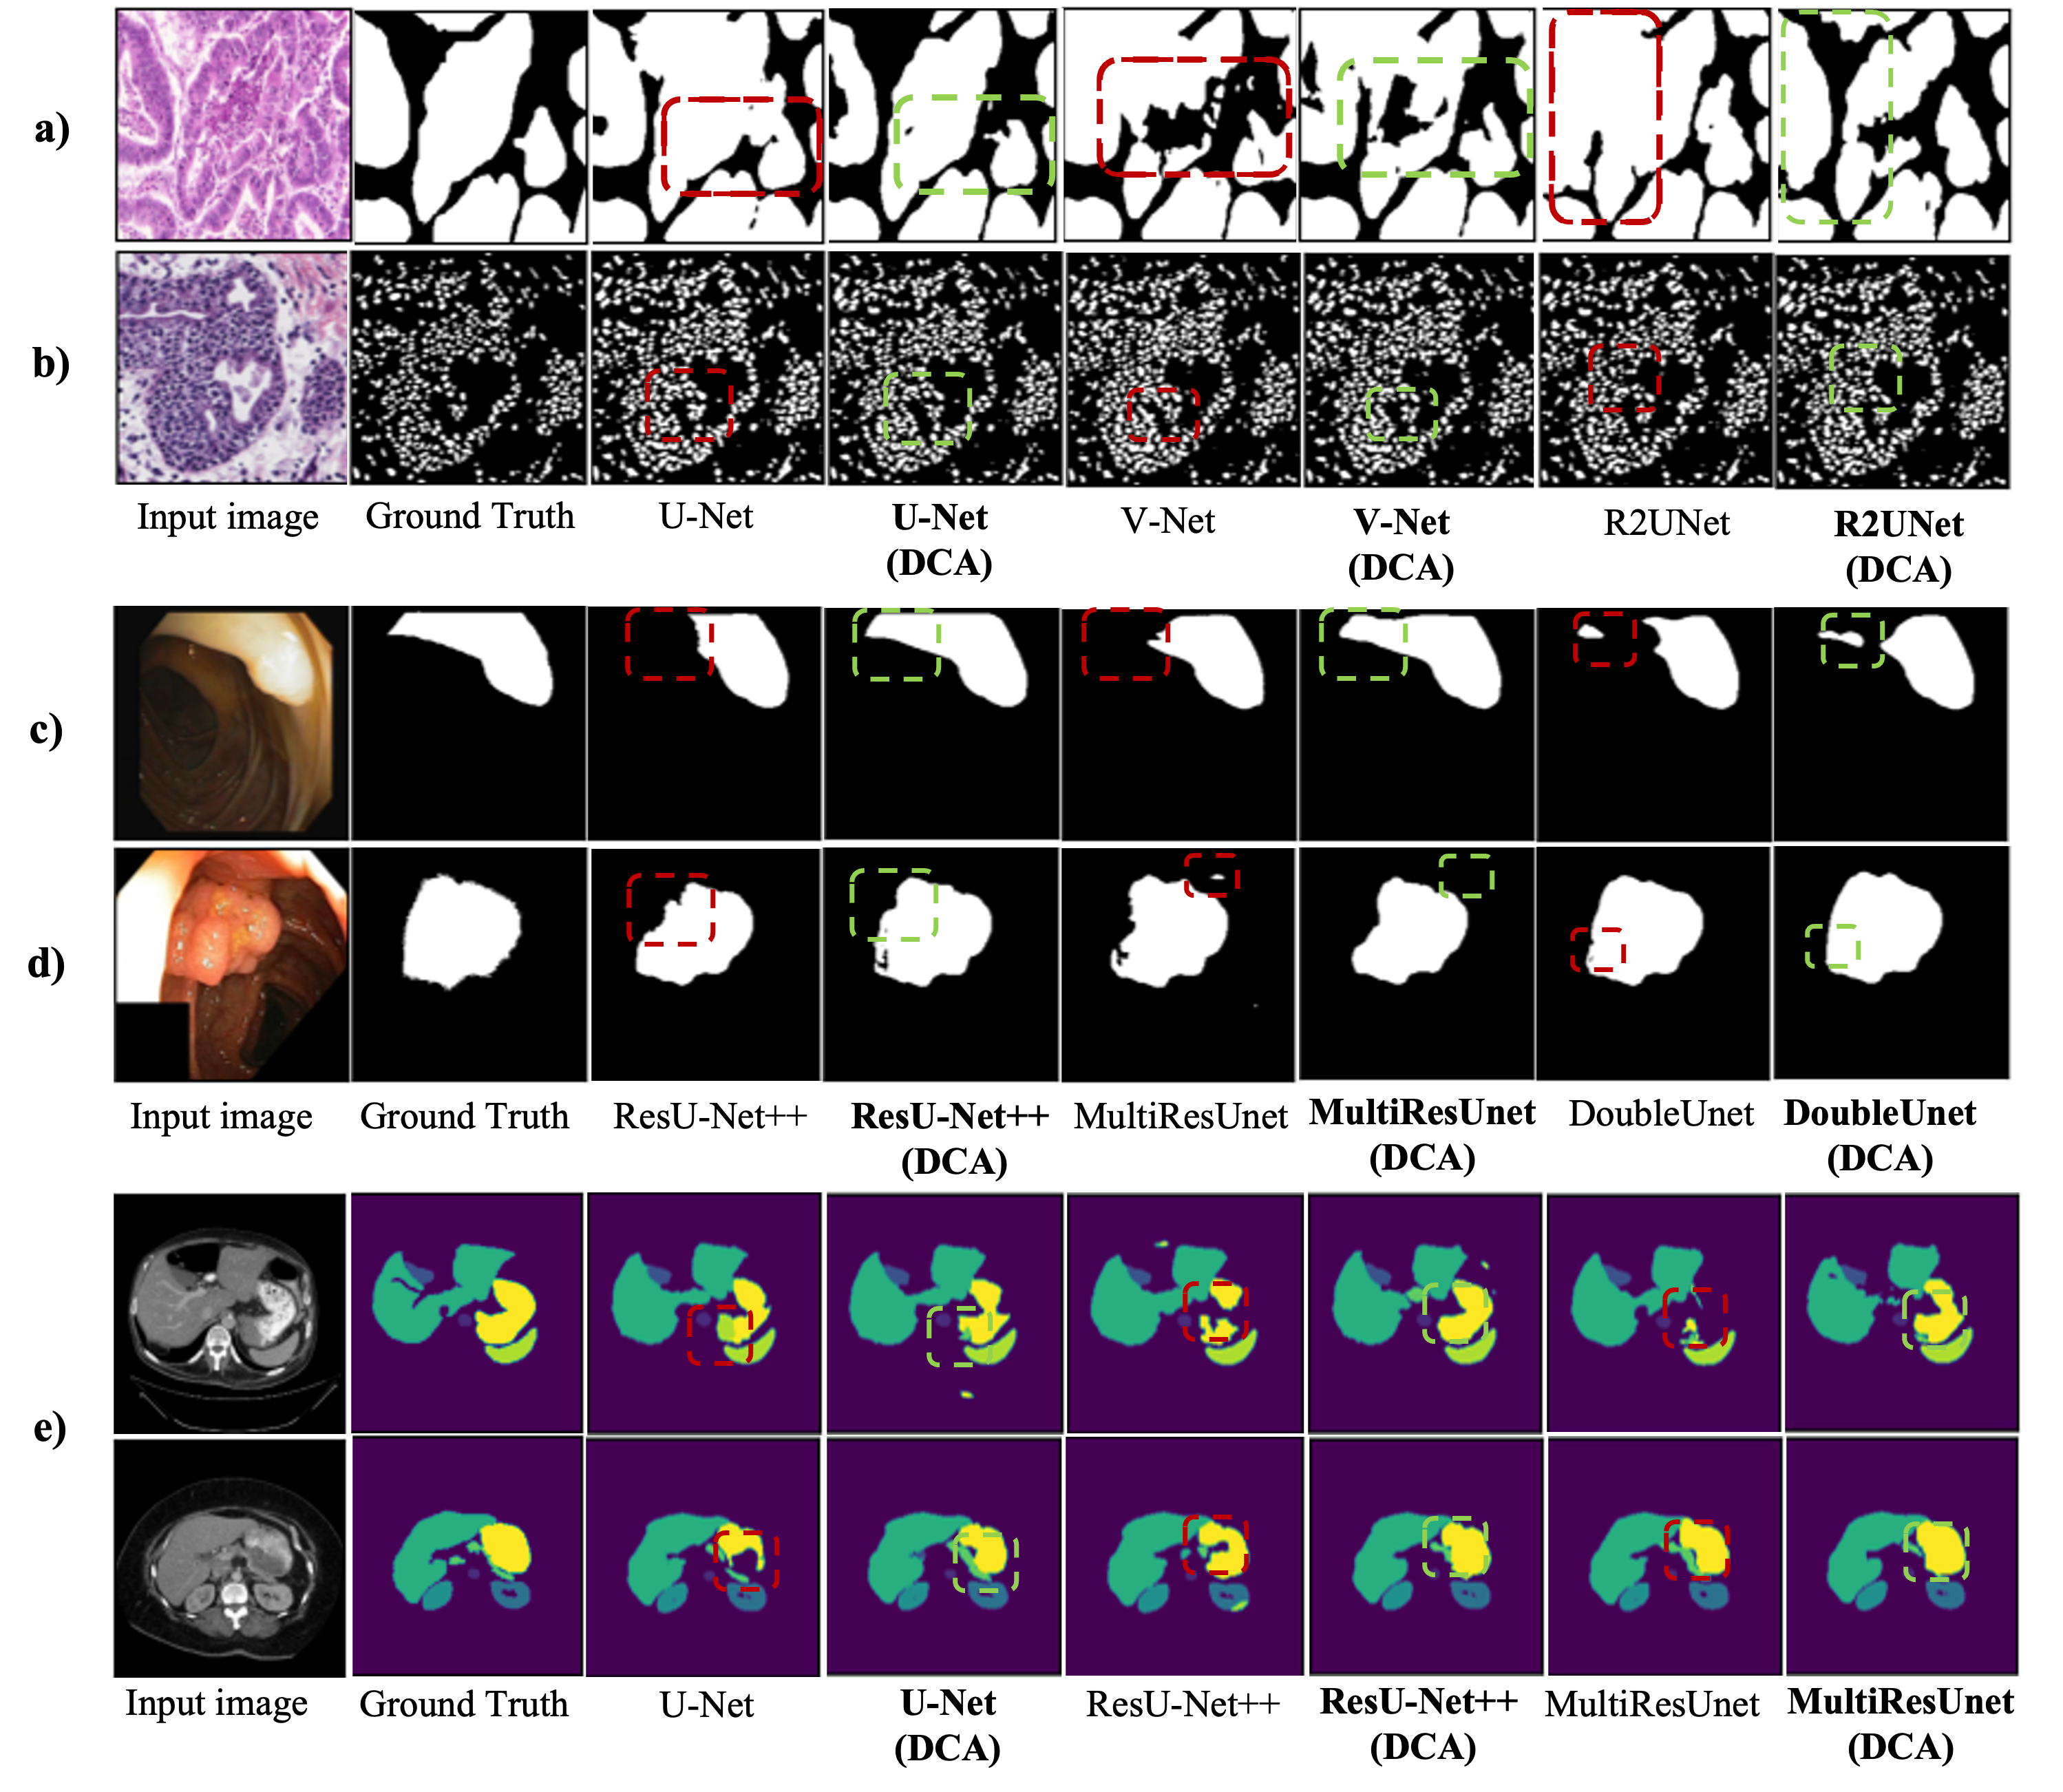 a)
b)
Input image Ground Truth U-Net U-Net V-Net V-Net R2UNet R2UNet
(DCA) (DCA) (DCA)
c)
d)
Input image Ground Truth ResU-Net++ ResU-Net++ MultiResUnet MultiResUnet DoubleUnet DoubleUnet
(DCA) (DCA) (DCA)
e)
Input image Ground Truth U-Net U-Net ResU-Net++ ResU-Net++ MultiResUnet MultiResUnet
(DCA) (DCA) (DCA)